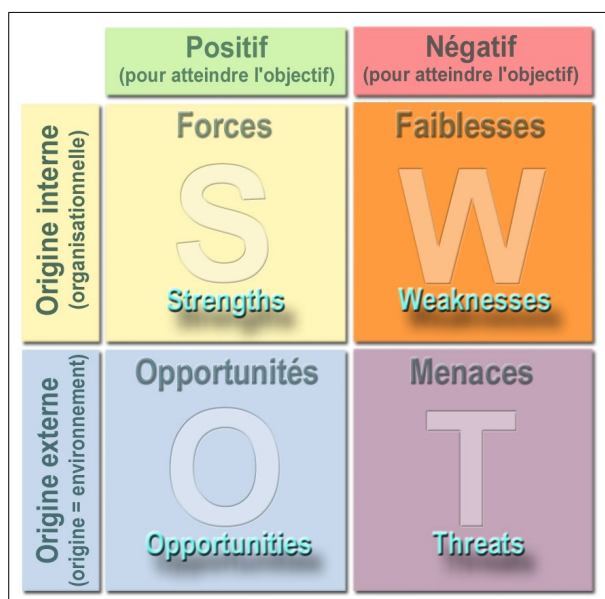 Positif
(pour atteindre l'objectif)
Négatif
(pour atteindre l'objectif)
Origine interne
(organisationnelle)
Forces
S
Strengths
Faiblesses
W
Weaknesses
Origine externe
(origine = environnement)
Opportunités
O
Opportunities
Menaces
T
Threats